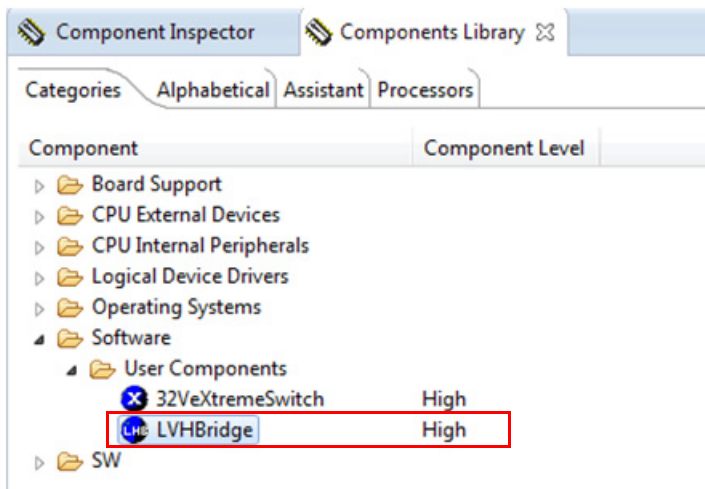 Component Inspector Components Library
Categories Alphabetical Assistant Processors
Component Component Level
Board Support
CPU External Devices
CPU Internal Peripherals
Logical Device Drivers
Operating Systems
Software
User Components
X 32VeXtremeSwitch High
LHB LVHBridge High
SW